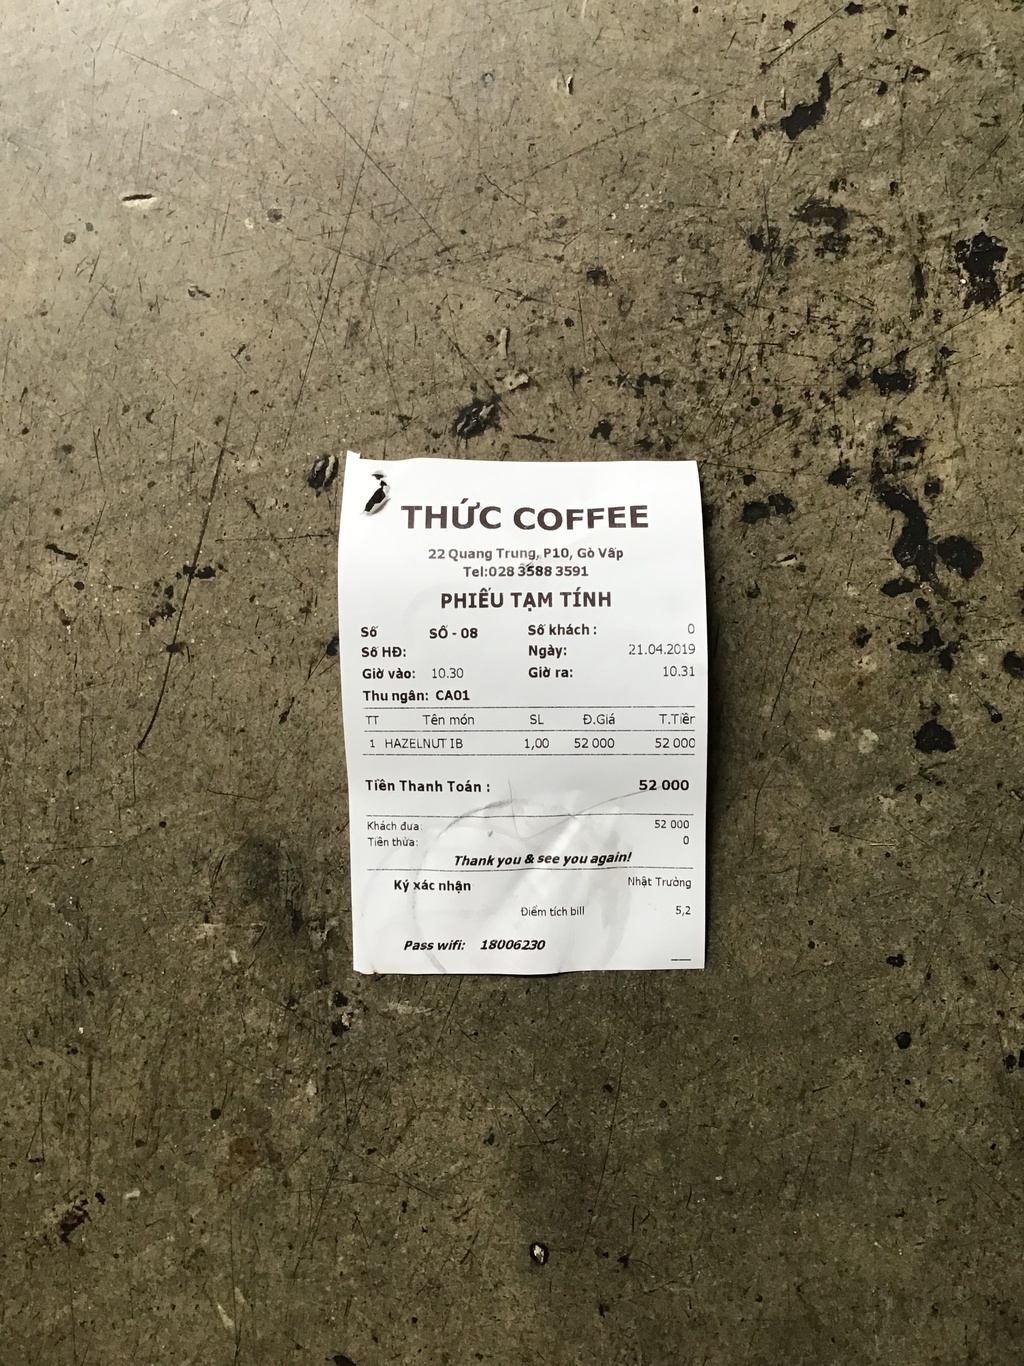 THỨC COFFEE
22 Quang Trung, P10, Gò Vấp
Tel:028 3588 3591
PHIẾU TẠM TÍNH
Số SỐ - 08 Số khách : 0
Số HĐ: Ngày: 21.04.2019
Giờ vào: 10.30 Giờ ra: 10.31
Thu ngân: CA01
TT Tên món SL Đ.Giá T.Tiền
1 HAZELNUT IB 1,00 52 000 52 000
Tiền Thanh Toán : 52 000
Khách đưa: 52 000
Tiền thừa: 0
Thank you & see you again!
Ký xác nhận Nhật Trường
Điểm tích bill 5,2
Pass wifi: 18006230